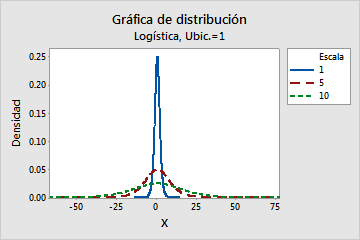 Gráfica de distribución
Logística, Ubic.=1
Escala
1
5
10
Densidad
0.25
0.20
0.15
0.10
0.05
0.00
-50 -25 0 25 50 75
X